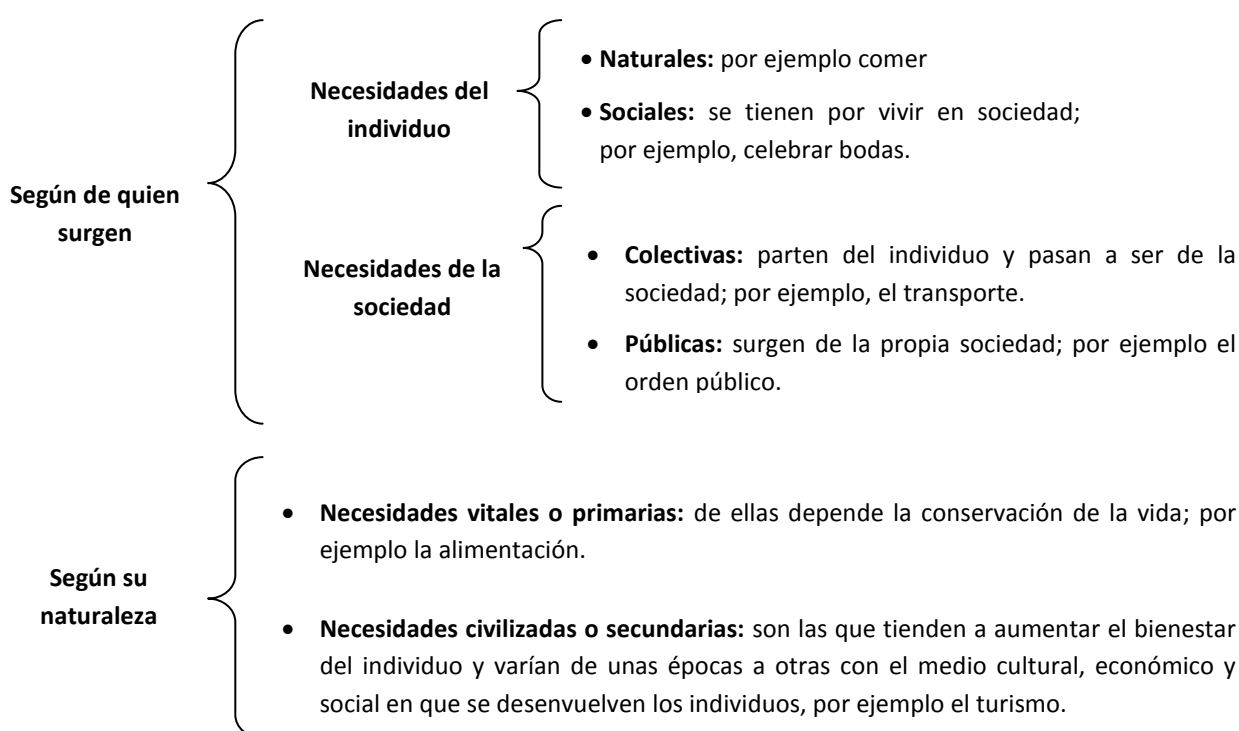 Según de quien
surgen
Necesidades del
individuo
• Naturales: por ejemplo comer
• Sociales: se tienen por vivir en sociedad;
por ejemplo, celebrar bodas.
Necesidades de la
sociedad
• Colectivas: parten del individuo y pasan a ser de la
sociedad; por ejemplo, el transporte.
• Públicas: surgen de la propia sociedad; por ejemplo el
orden público.
Según su
naturaleza
• Necesidades vitales o primarias: de ellas depende la conservación de la vida; por
ejemplo la alimentación.
• Necesidades civilizadas o secundarias: son las que tienden a aumentar el bienestar
del individuo y varían de unas épocas a otras con el medio cultural, económico y
social en que se desenvuelven los individuos, por ejemplo el turismo.